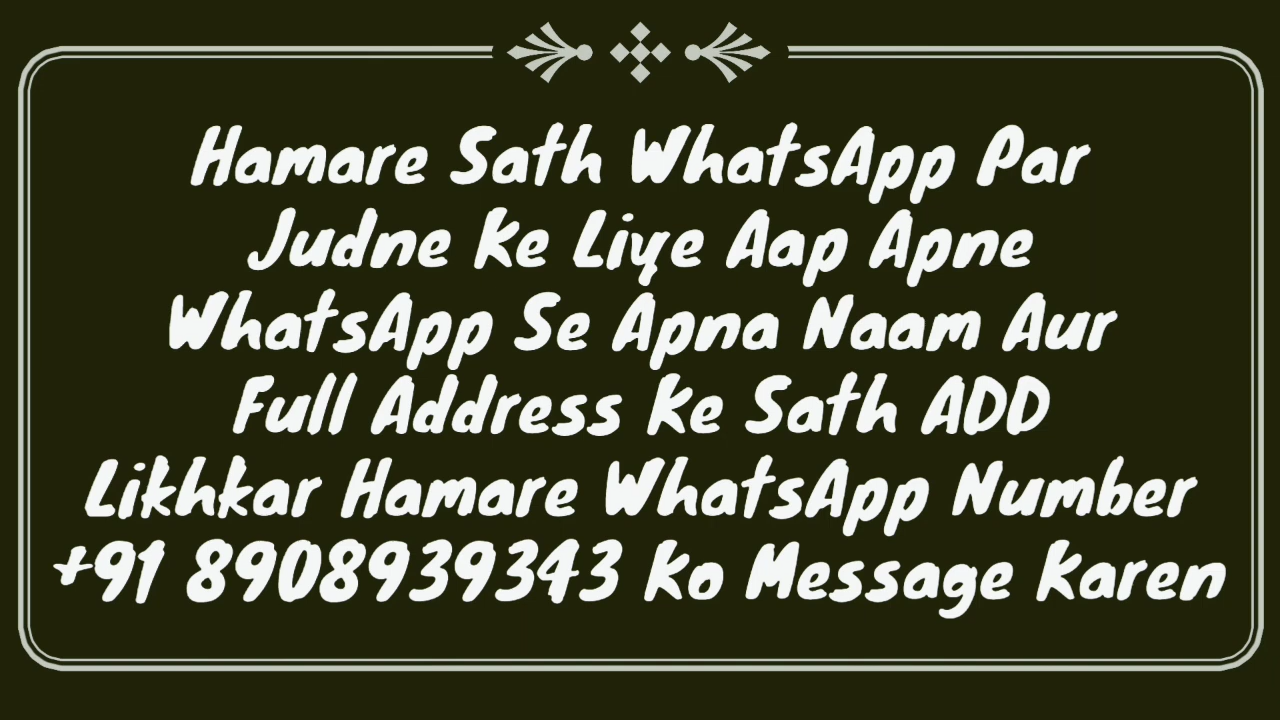 Hamare Sath WhatsApp Par
Judne Ke Liye Aap Apne
WhatsApp Se Apna Naam Aur
Full Address Ke Sath ADD
Likhkar Hamare WhatsApp Number
+91 8908939343 Ko Message Karen